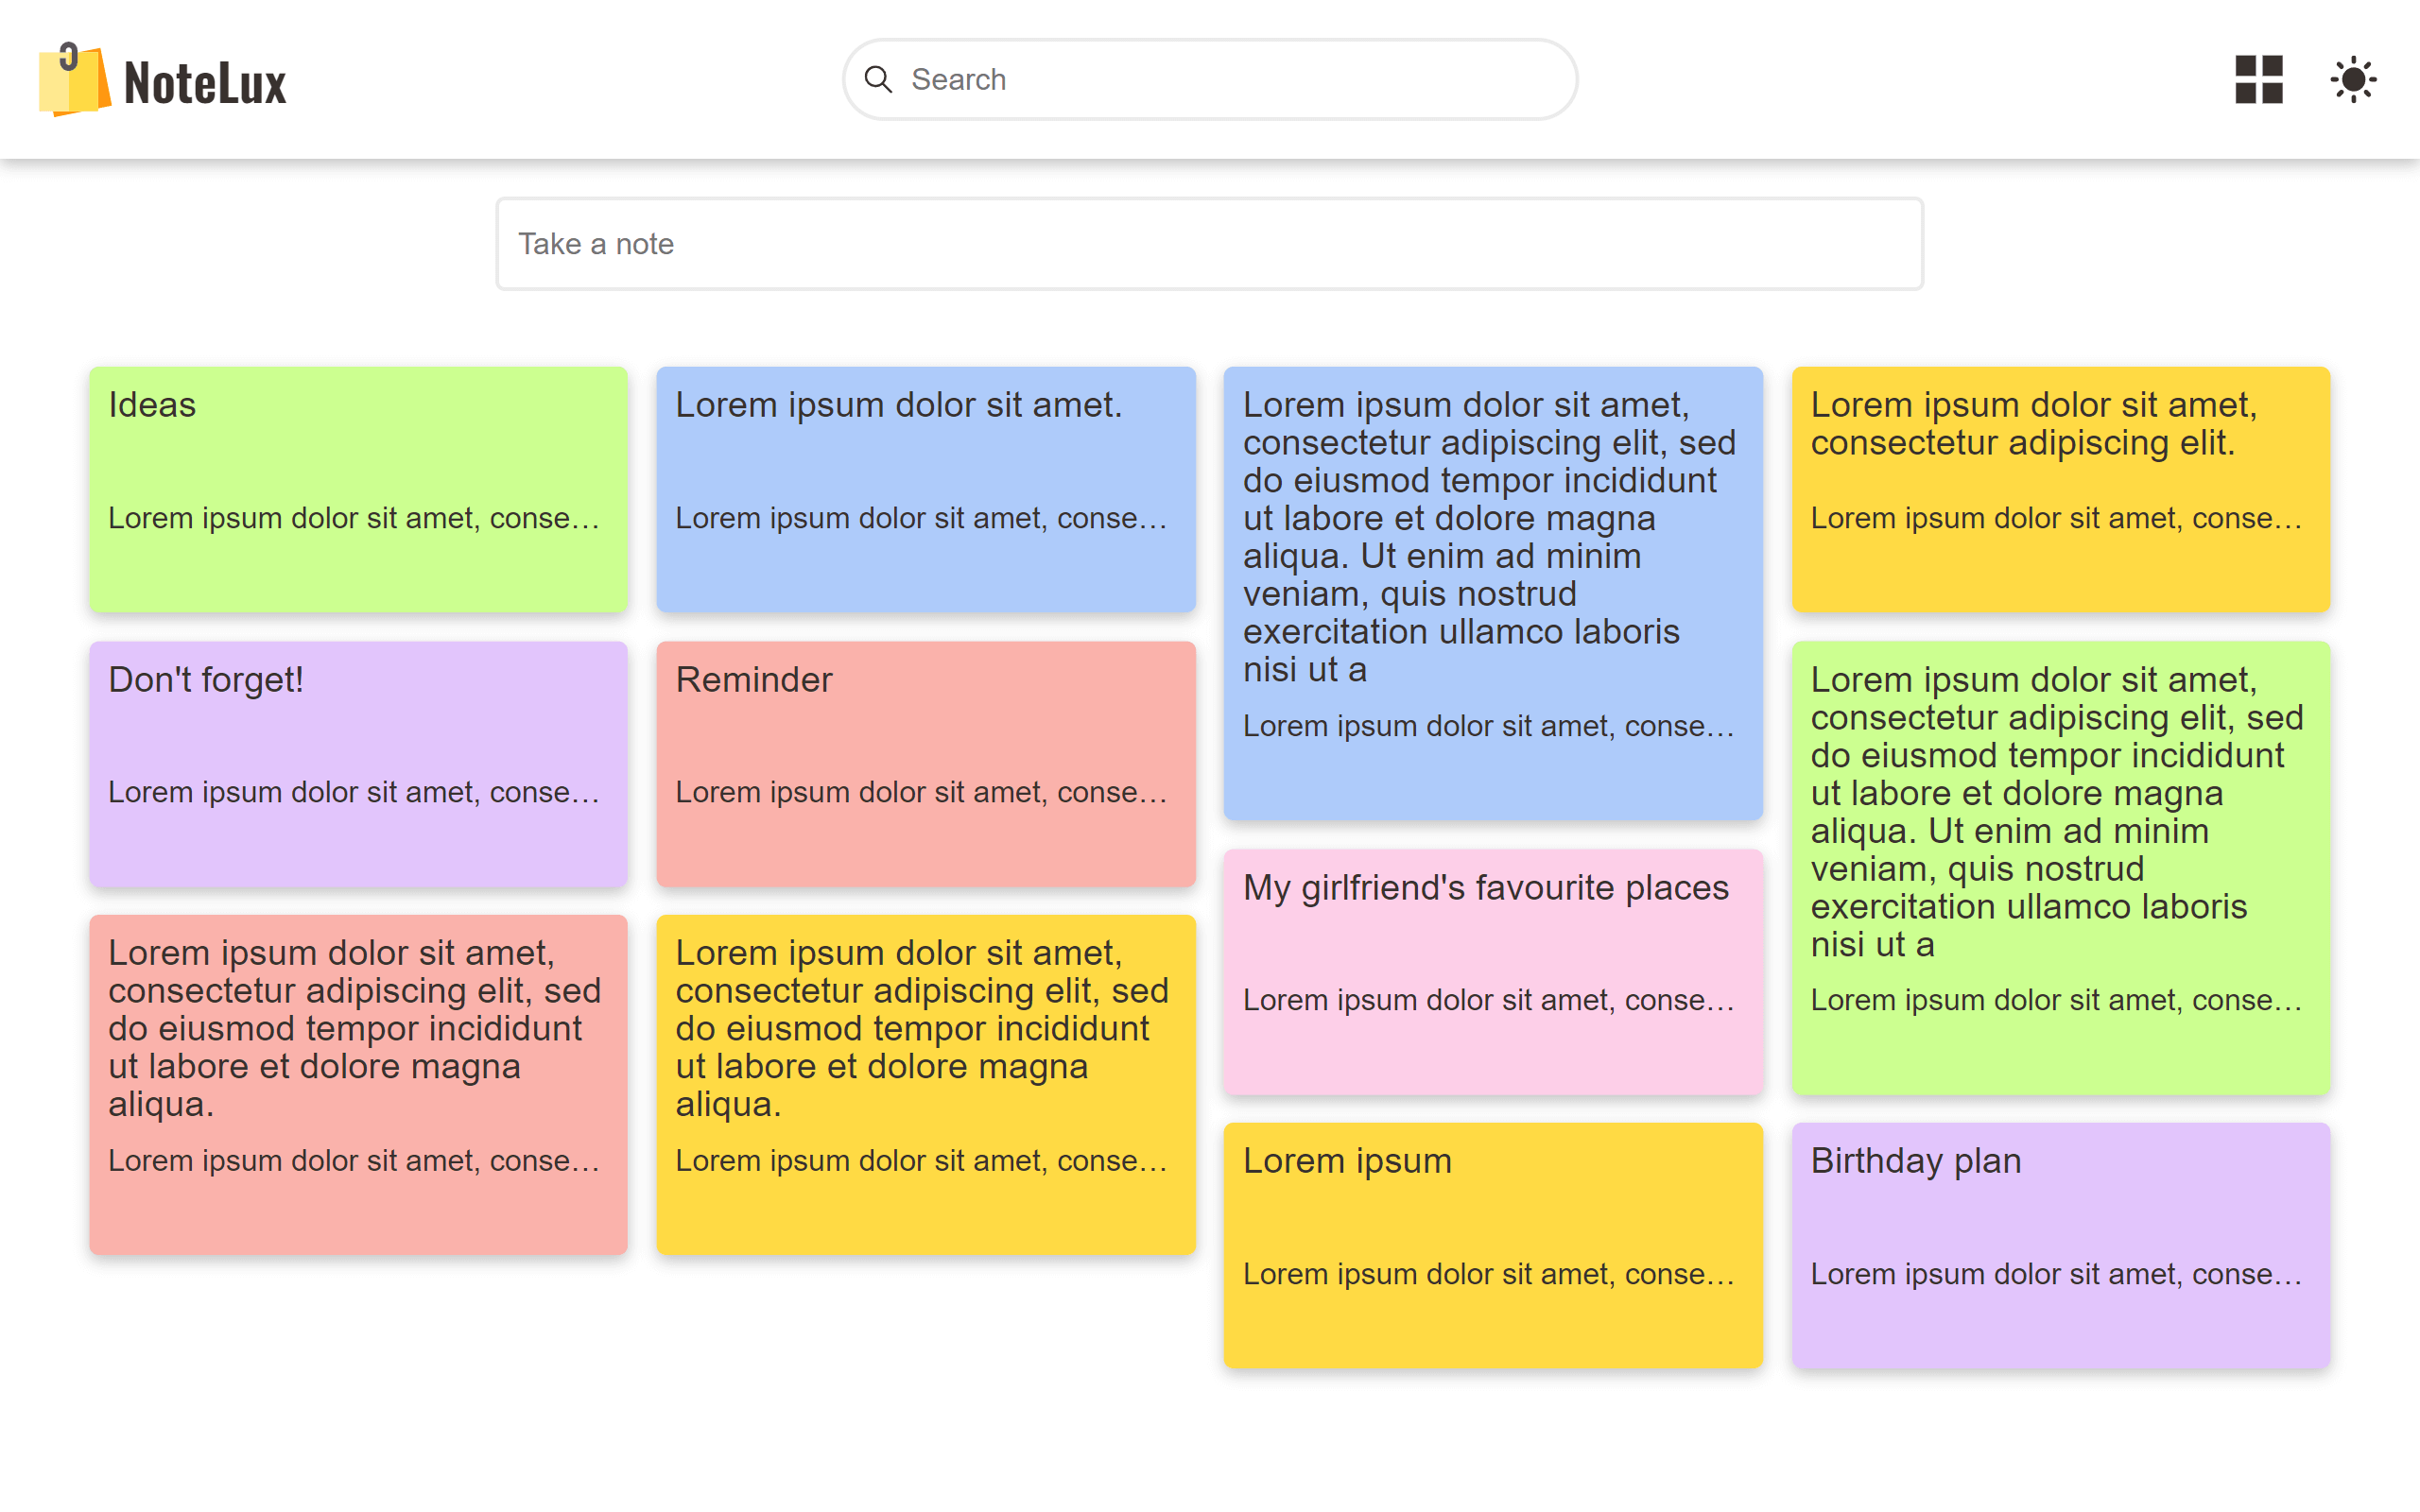 NoteLux
Search
Take a note
Ideas
Lorem ipsum dolor sit amet, conse...
Don't forget!
Lorem ipsum dolor sit amet, conse...
Lorem ipsum dolor sit amet,
consectetur adipiscing elit, sed
do eiusmod tempor incididunt
ut labore et dolore magna
aliqua.
Lorem ipsum dolor sit amet, conse...
Lorem ipsum dolor sit amet.
Lorem ipsum dolor sit amet, conse...
Reminder
Lorem ipsum dolor sit amet, conse...
Lorem ipsum dolor sit amet,
consectetur adipiscing elit, sed
do eiusmod tempor incididunt
ut labore et dolore magna
aliqua.
Lorem ipsum dolor sit amet, conse...
Lorem ipsum dolor sit amet,
consectetur adipiscing elit, sed
do eiusmod tempor incididunt
ut labore et dolore magna
aliqua. Ut enim ad minim
veniam, quis nostrud
exercitation ullamco laboris
nisi ut a
Lorem ipsum dolor sit amet, conse...
My girlfriend's favourite places
Lorem ipsum dolor sit amet, conse...
Lorem ipsum
Lorem ipsum dolor sit amet, conse...
Lorem ipsum dolor sit amet,
consectetur adipiscing elit.
Lorem ipsum dolor sit amet, conse...
Lorem ipsum dolor sit amet,
consectetur adipiscing elit, sed
do eiusmod tempor incididunt
ut labore et dolore magna
aliqua. Ut enim ad minim
veniam, quis nostrud
exercitation ullamco laboris
nisi ut a
Lorem ipsum dolor sit amet, conse...
Birthday plan
Lorem ipsum dolor sit amet, conse...